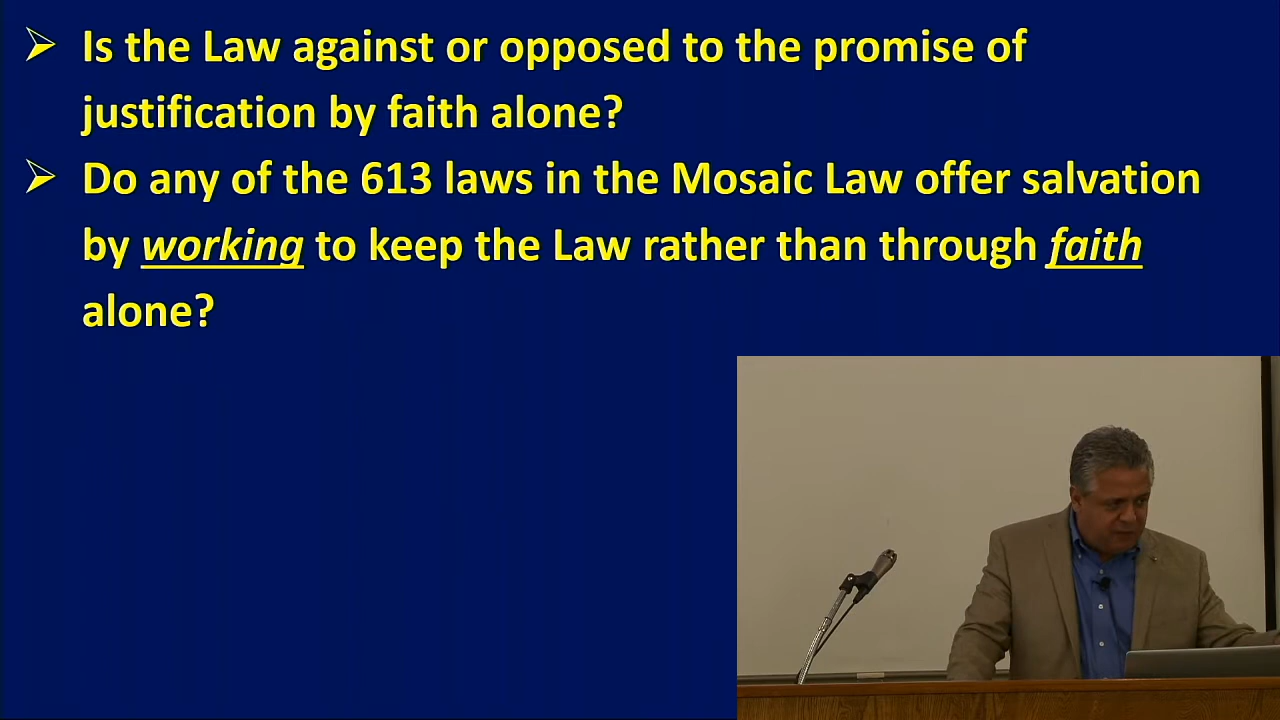 ➢ Is the Law against or opposed to the promise of
justification by faith alone?
➢ Do any of the 613 laws in the Mosaic Law offer salvation
by working to keep the Law rather than through faith
alone?